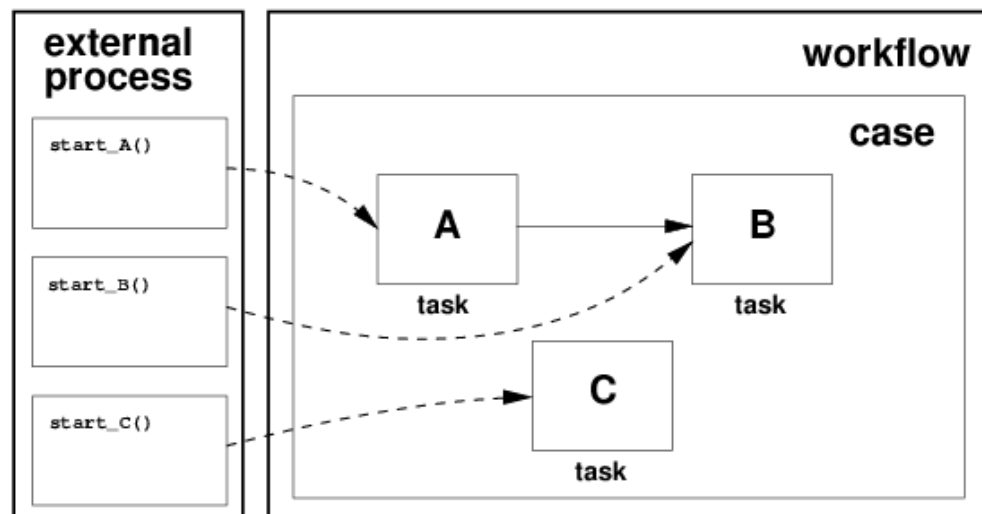 external
process
start_A()
start_B()
start_C()
workflow
case
A
task
B
task
C
task